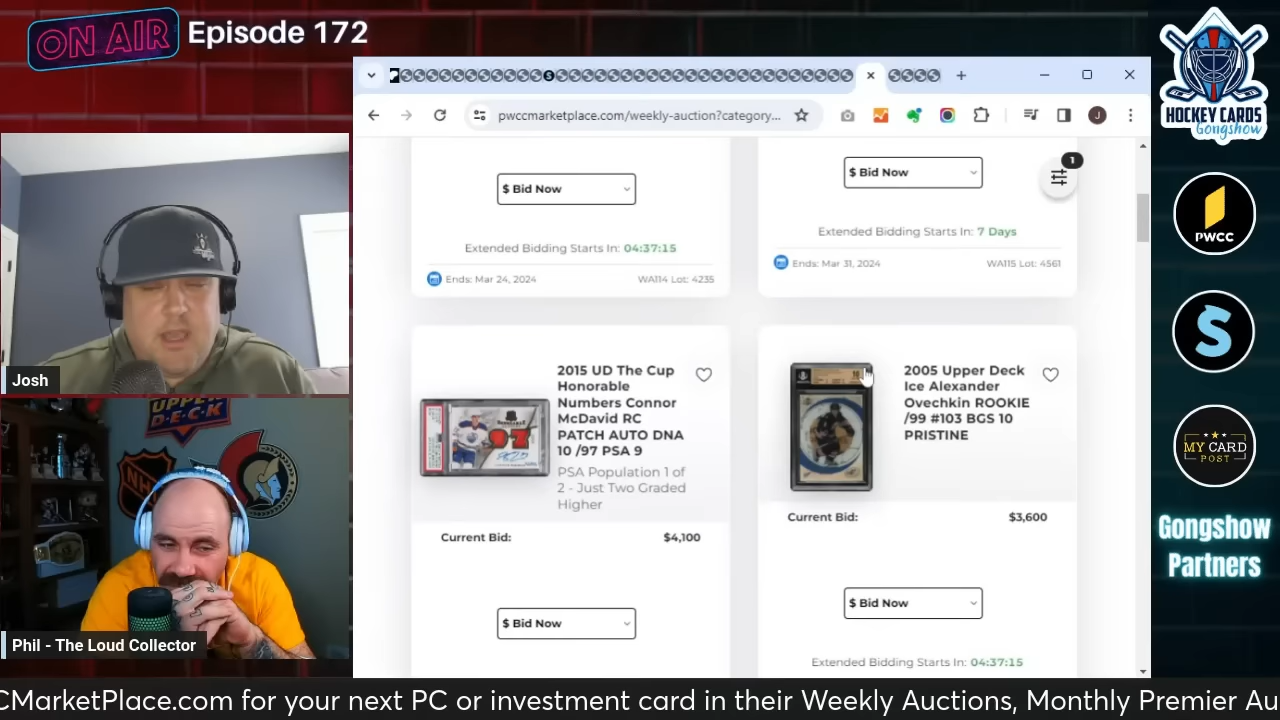 ON AIR
Episode 172
pwccmarketplace.com/weekly-auction?category...
J
HOCKEY CARDS
Gongshow
$ Bid Now
$ Bid Now
1
Extended Bidding Starts In: 04:37:15
Extended Bidding Starts In: 7 Days
Ends: Mar 24, 2024
WA114 Lot: 4235
Ends: Mar 31, 2024
WA115 Lot: 4561
PWCC
2015 UD The Cup
Honorable
Numbers Connor
McDavid RC
PATCH AUTO DNA
10 /97 PSA 9
PSA Population 1 of
2 - Just Two Graded
Higher
97
Current Bid:
$4,100
$ Bid Now
2005 Upper Deck
Ice Alexander
Ovechkin ROOKIE
/99 #103 BGS 10
PRISTINE
Current Bid:
$3,600
$ Bid Now
Extended Bidding Starts In: 04:37:15
S
MY CARD
POST
Gongshow
Partners
Josh
UPPER
DECK
NHL
Phil - The Loud Collector
CMarketPlace.com for your next PC or investment card in their Weekly Auctions, Monthly Premier Au